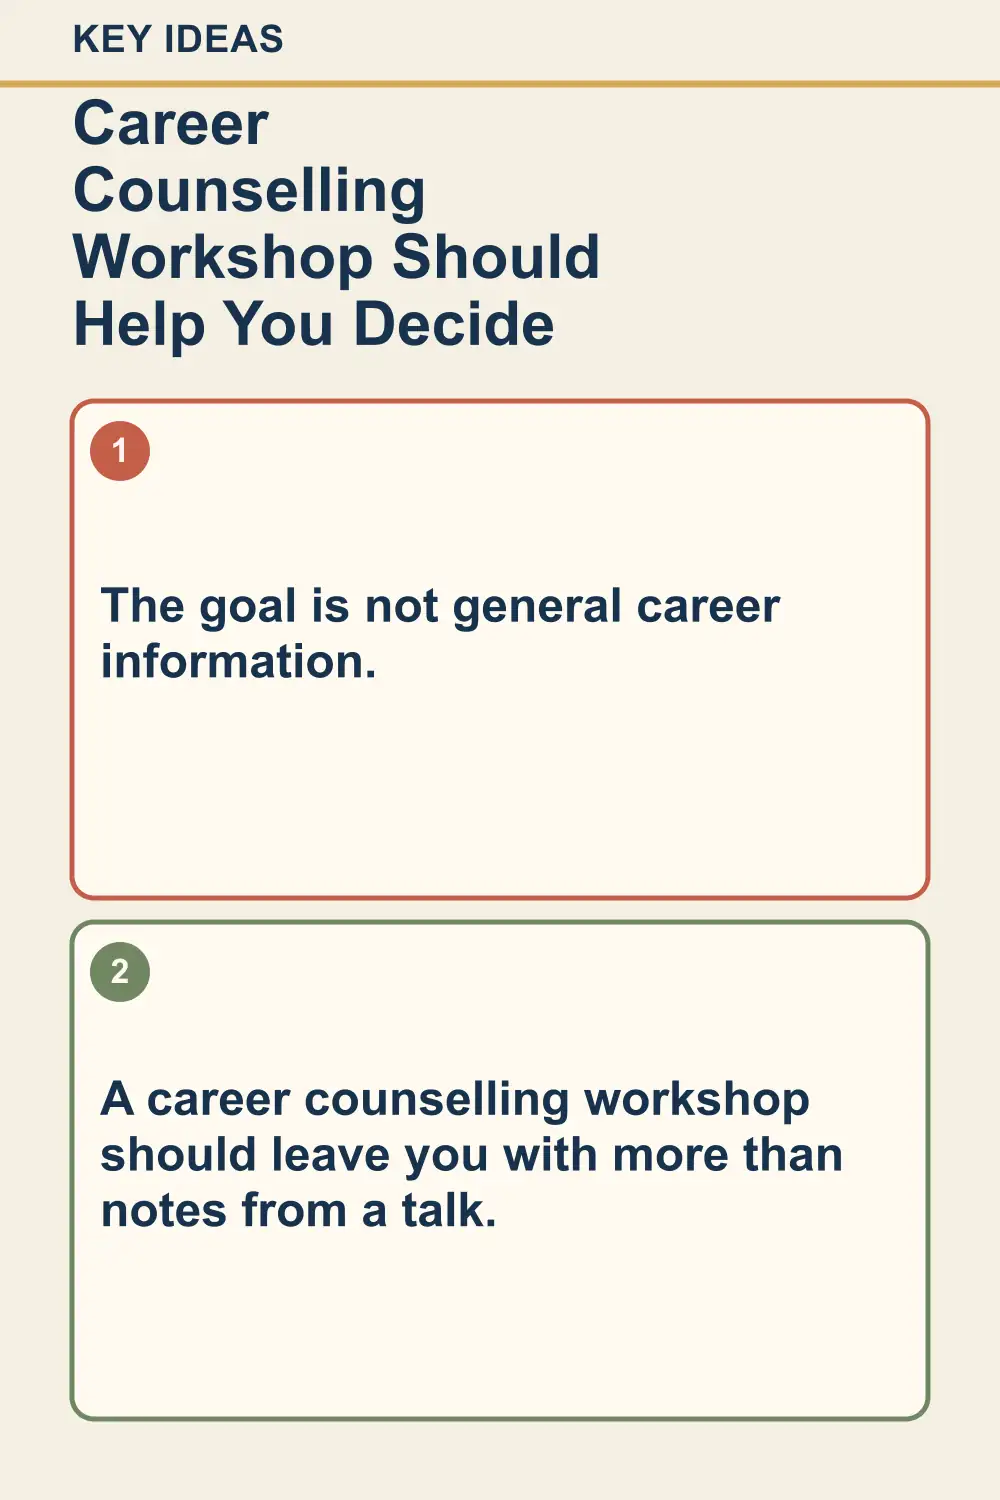 KEY IDEAS
Career
Counselling
Workshop Should
Help You Decide
1
The goal is not general career
information.
2
A career counselling workshop
should leave you with more than
notes from a talk.